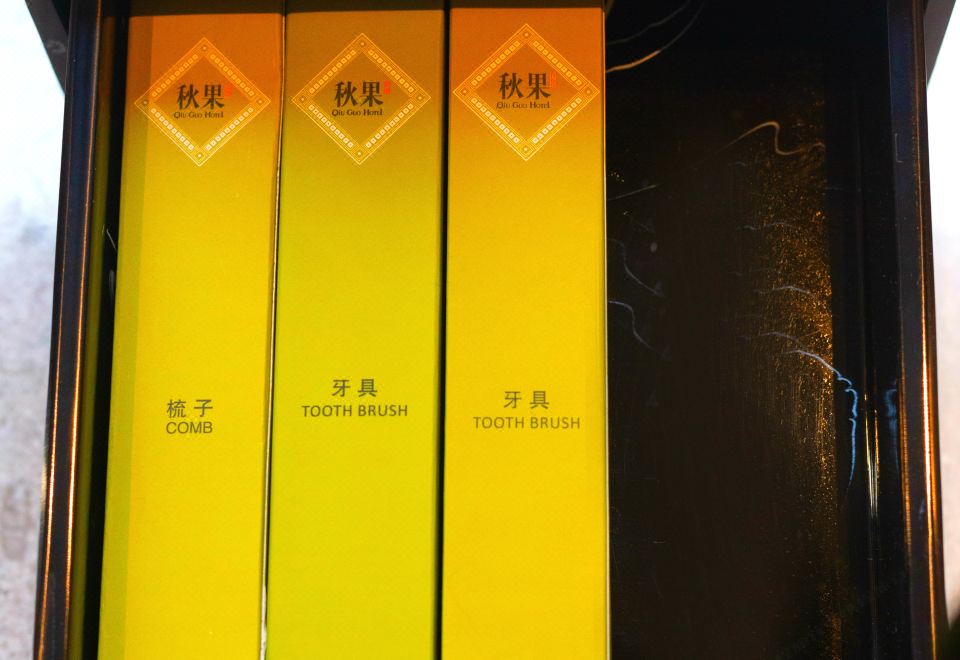 秋果
Qiu Guo Hotel
梳子
COMB
秋果
Qiu Guo Hotel
牙具
TOOTH BRUSH
秋果
Qiu Guo Hotel
牙具
TOOTH BRUSH